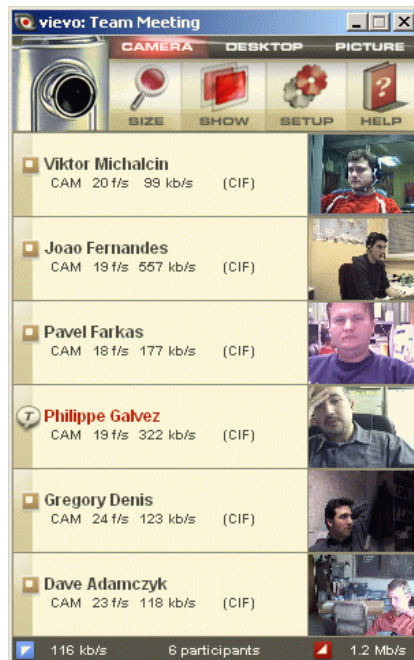 vievo: Team Meeting
CAMERA DESKTOP PICTURE
SIZE SHOW SETUP HELP
Viktor Michalcin
CAM 20 f/s 99 kb/s (CIF)
Joao Fernandes
CAM 19 f/s 557 kb/s (CIF)
Pavel Farkas
CAM 18 f/s 177 kb/s (CIF)
T Philippe Galvez
CAM 19 f/s 322 kb/s (CIF)
Gregory Denis
CAM 24 f/s 123 kb/s (CIF)
Dave Adamczyk
CAM 23 f/s 118 kb/s (CIF)
116 kb/s 6 participants 1.2 Mb/s